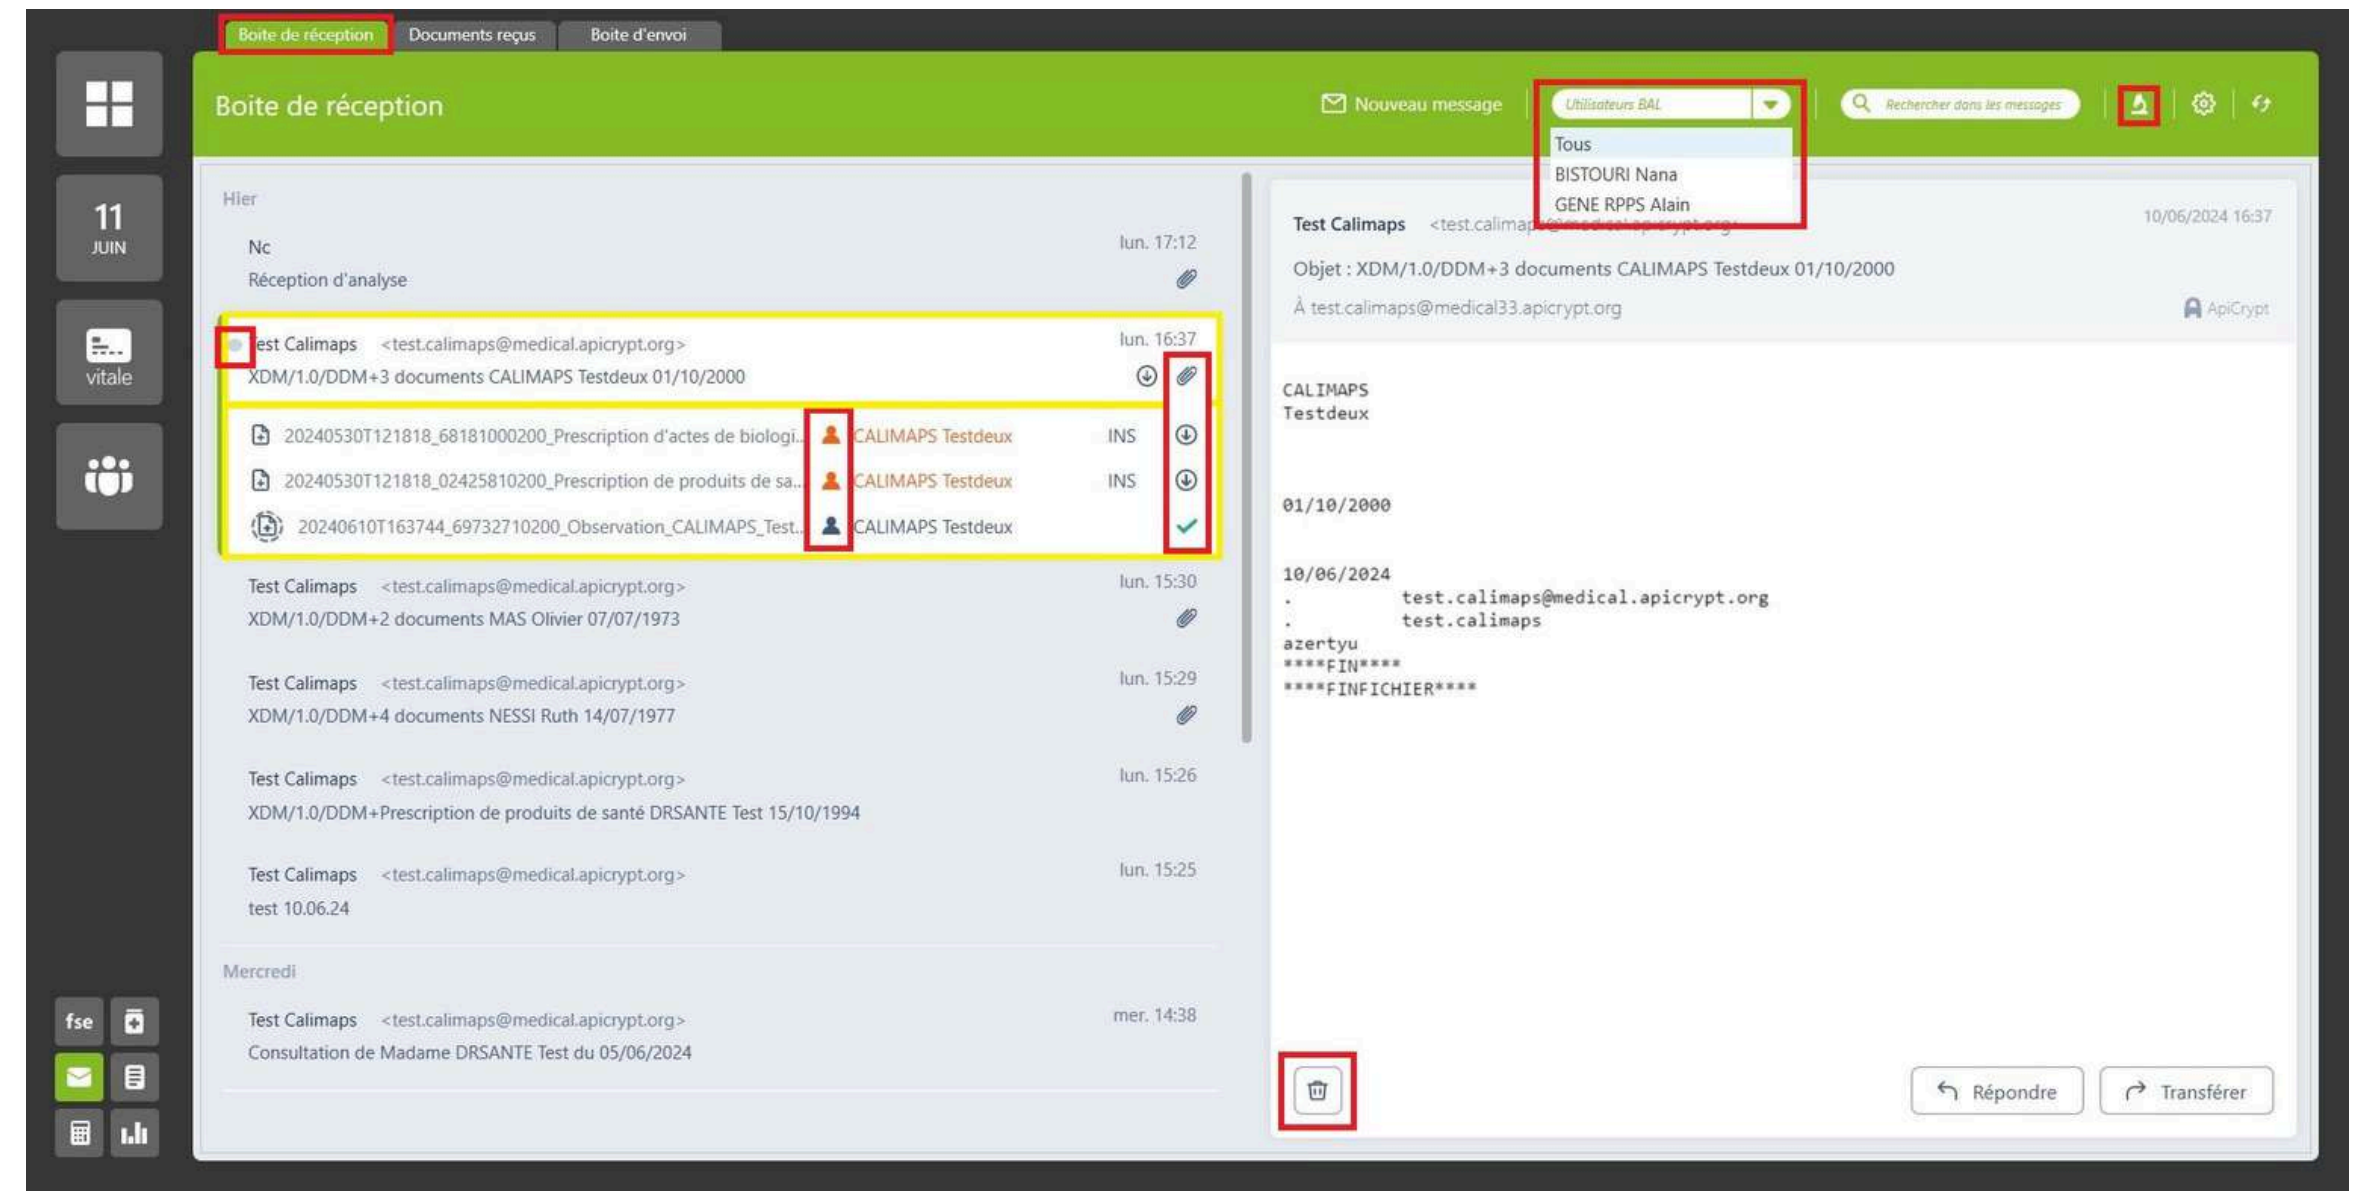 Boite de réception
Documents reçus
Boite d'envoi
Boite de réception
Nouveau message
Utilisateurs BAL
Rechercher dans les messages
Tous
BISTOURI Nana
GENE RPPS Alain
11
JUIN
vitale
fse
Hier
Nc
lun. 17:12
Réception d'analyse
Test Calimaps <test.calimaps@medical.apicrypt.org>
lun. 16:37
XDM/1.0/DDM+3 documents CALIMAPS Testdeux 01/10/2000
20240530T121818_68181000200_Prescription d'actes de biologi... CALIMAPS Testdeux INS
20240530T121818_02425810200_Prescription de produits de sa... CALIMAPS Testdeux INS
20240610T163744_69732710200_Observation_CALIMAPS_Test... CALIMAPS Testdeux
Test Calimaps <test.calimaps@medical.apicrypt.org>
lun. 15:30
XDM/1.0/DDM+2 documents MAS Olivier 07/07/1973
Test Calimaps <test.calimaps@medical.apicrypt.org>
lun. 15:29
XDM/1.0/DDM+4 documents NESSI Ruth 14/07/1977
Test Calimaps <test.calimaps@medical.apicrypt.org>
lun. 15:26
XDM/1.0/DDM+Prescription de produits de santé DRSANTE Test 15/10/1994
Test Calimaps <test.calimaps@medical.apicrypt.org>
lun. 15:25
test 10.06.24
Mercredi
Test Calimaps <test.calimaps@medical.apicrypt.org>
mer. 14:38
Consultation de Madame DRSANTE Test du 05/06/2024
Test Calimaps <test.calimaps@medical.apicrypt.org>
10/06/2024 16:37
Objet : XDM/1.0/DDM+3 documents CALIMAPS Testdeux 01/10/2000
À test.calimaps@medical33.apicrypt.org
ApiCrypt
CALIMAPS
Testdeux
01/10/2000
10/06/2024
. test.calimaps@medical.apicrypt.org
. test.calimaps
azertyu
****FIN****
****FINFICHIER****
Répondre
Transférer